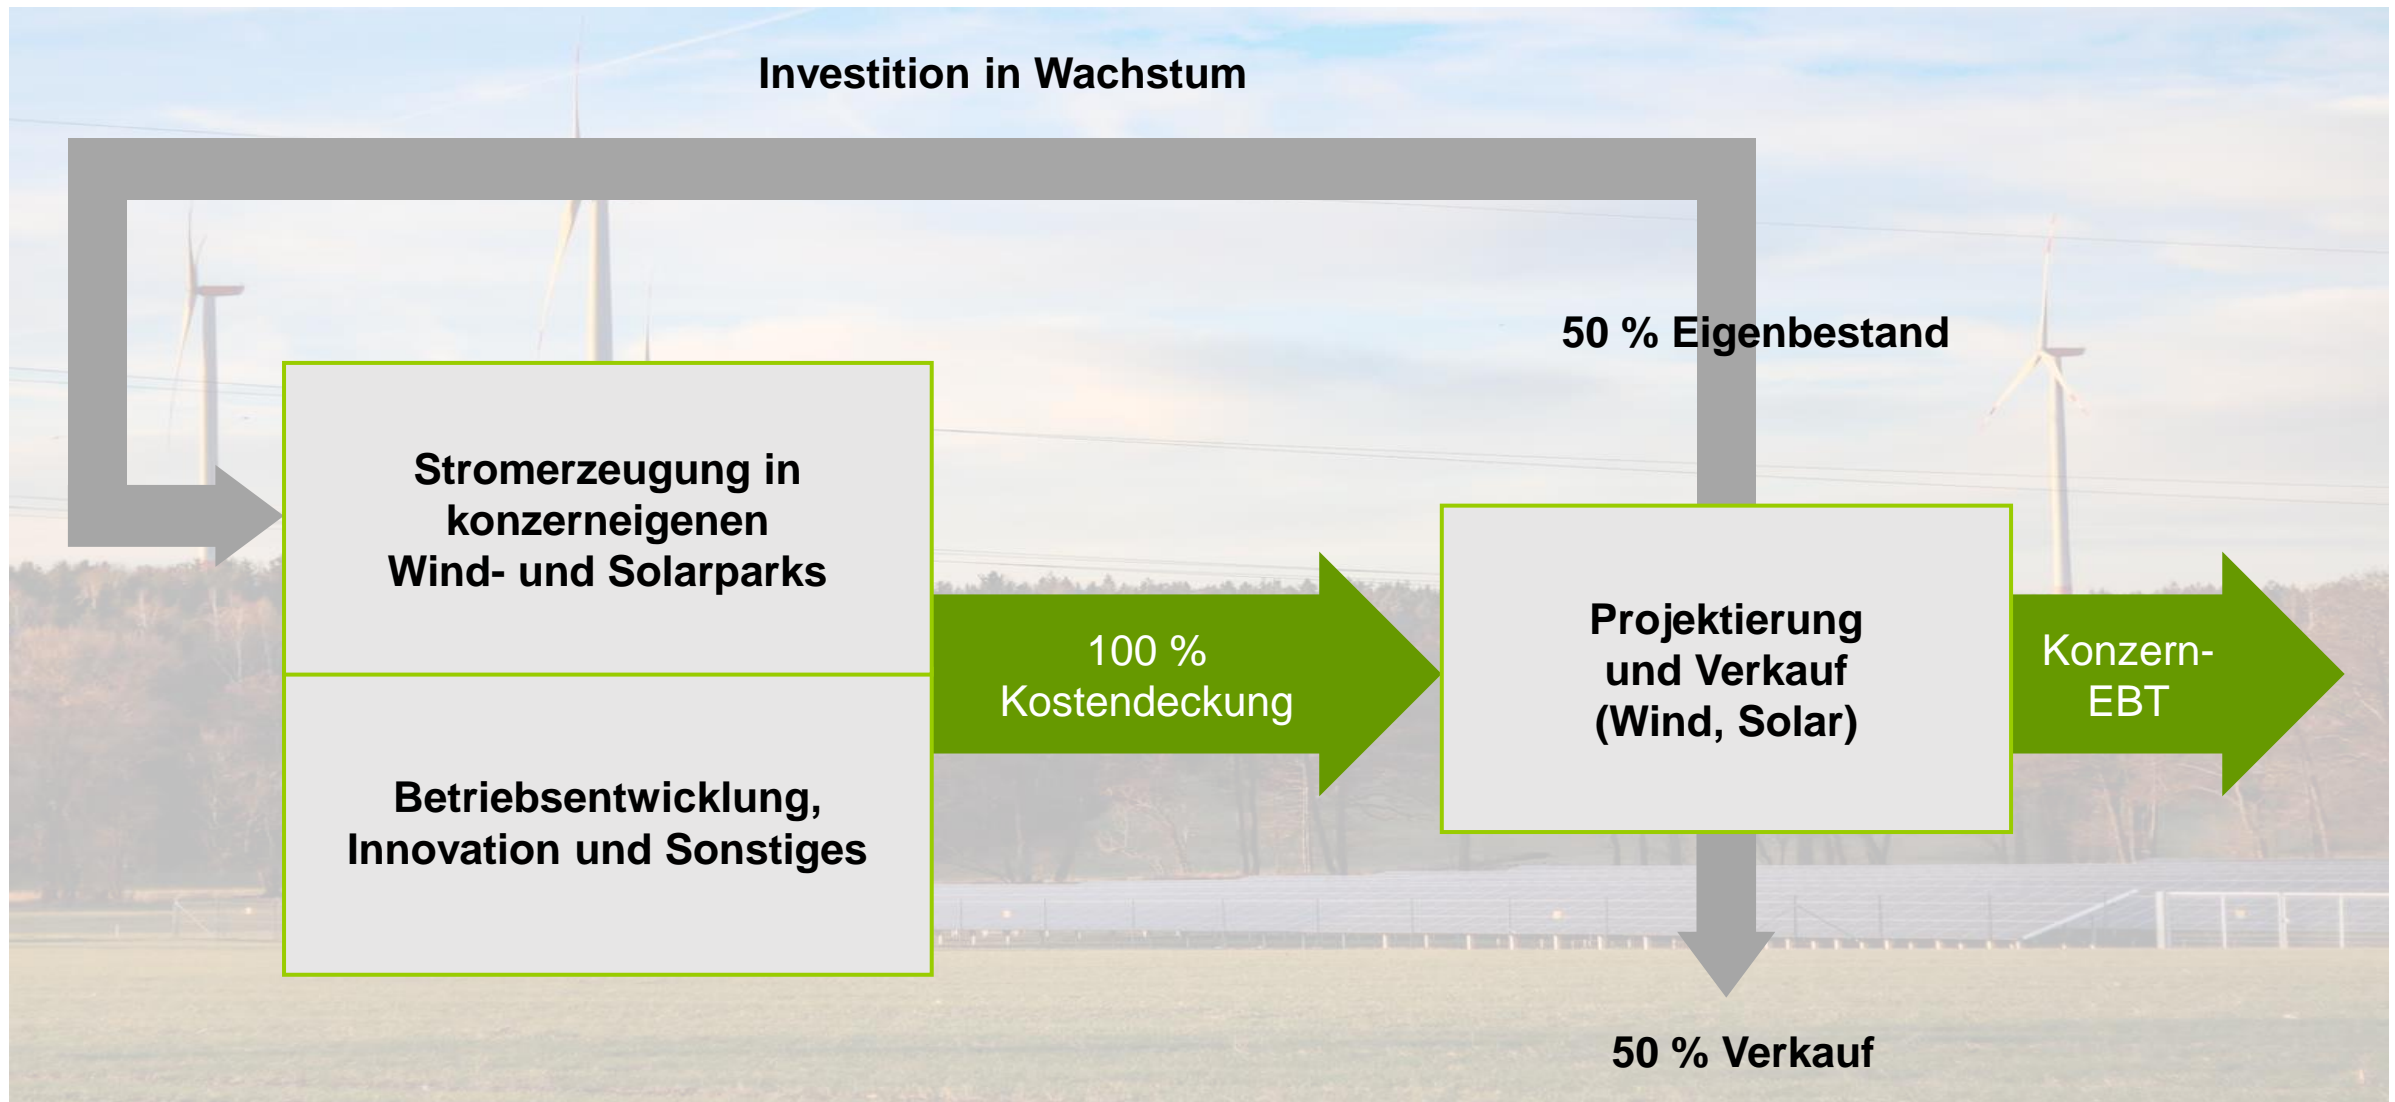 Investition in Wachstum
50 % Eigenbestand
Stromerzeugung in
konzerneigenen
Wind- und Solarparks
Betriebsentwicklung,
Innovation und Sonstiges
100 %
Kostendeckung
Projektierung
und Verkauf
(Wind, Solar)
Konzern-
EBT
50 % Verkauf